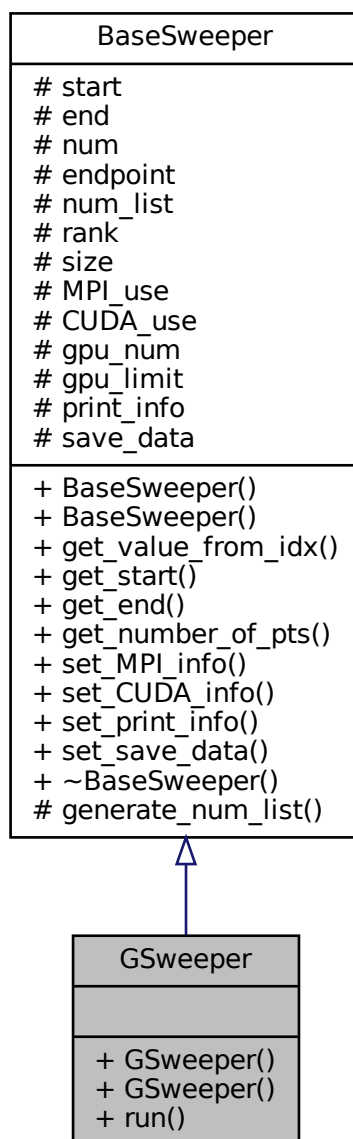 BaseSweeper
# start
# end
# num
# endpoint
# num_list
# rank
# size
# MPI_use
# CUDA_use
# gpu_num
# gpu_limit
# print_info
# save_data
+ BaseSweeper()
+ BaseSweeper()
+ get_value_from_idx()
+ get_start()
+ get_end()
+ get_number_of_pts()
+ set_MPI_info()
+ set_CUDA_info()
+ set_print_info()
+ set_save_data()
+ ~BaseSweeper()
# generate_num_list()
GSweeper
+ GSweeper()
+ GSweeper()
+ run()